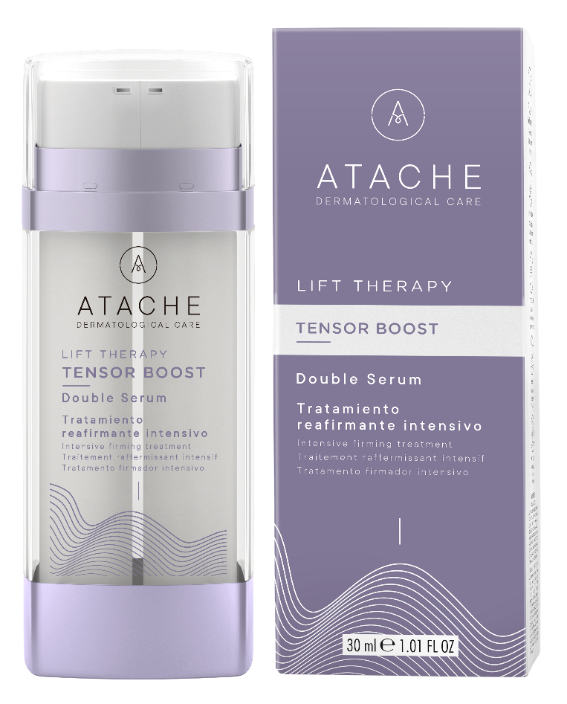 ATACHE
DERMATOLOGICAL CARE
LIFT THERAPY
TENSOR BOOST
Double Serum
Tratamiento
reafirmante intensivo
Intensive firming treatment
Traitement raffermissant intensif
Tratamento firmador intensivo
ATACHE
DERMATOLOGICAL CARE
LIFT THERAPY
TENSOR BOOST
Double Serum
Tratamiento
reafirmante intensivo
Intensive firming treatment
Traitement raffermissant intensif
Tratamento firmador intensivo
30 ml ℮ 1.01 FL OZ